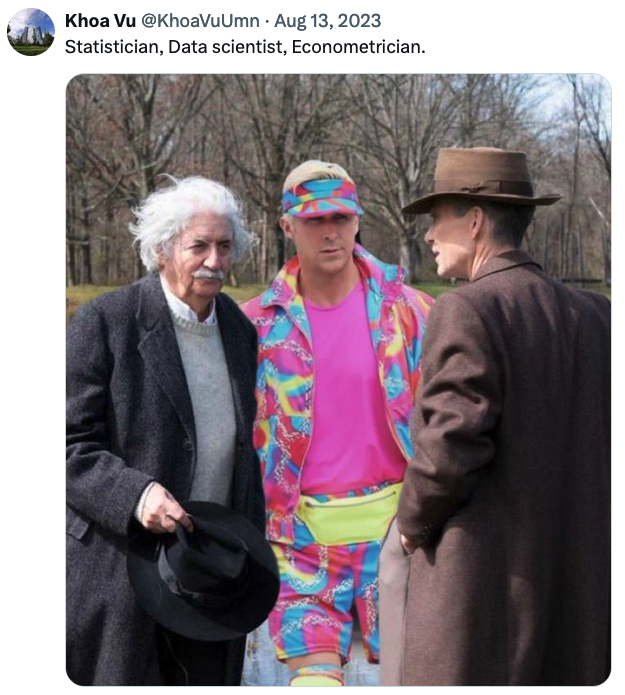 Khoa Vu @KhoaVuUmn · Aug 13, 2023
Statistician, Data scientist, Econometrician.